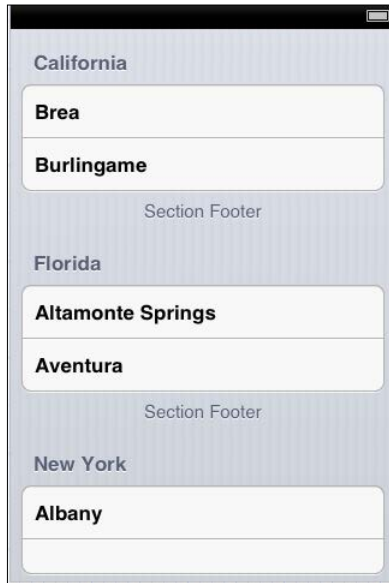 California
Brea
Burlingame
Section Footer
Florida
Altamonte Springs
Aventura
Section Footer
New York
Albany